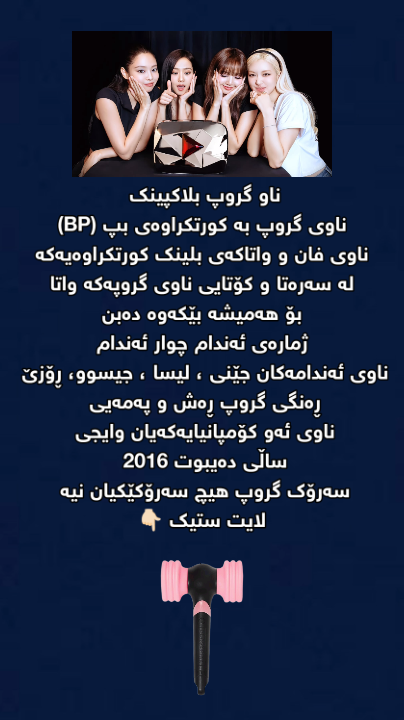 ناو گروپ بلاکپینک
ناوی گروپ بە کورتکراوەی بپ (BP)
ناوی فان و واتاکەی بلینک کورتکراوەیەکە
لە سەرەتا و کۆتایی ناوی گروپەکە واتا
بۆ هەمیشە بێکەوە دەبن
ژمارەی ئەندام چوار ئەندام
ناوی ئەندامەکان جێنی ، لیسا ، جیسوو، ڕۆزێ
ڕەنگی گروپ ڕەش و پەمەیی
ناوی ئەو کۆمپانیایەکەیان وایجی
ساڵی دەیبوت 2016
سەرۆک گروپ هیچ سەرۆکێکیان نیە
لایت ستیک 👇🏻